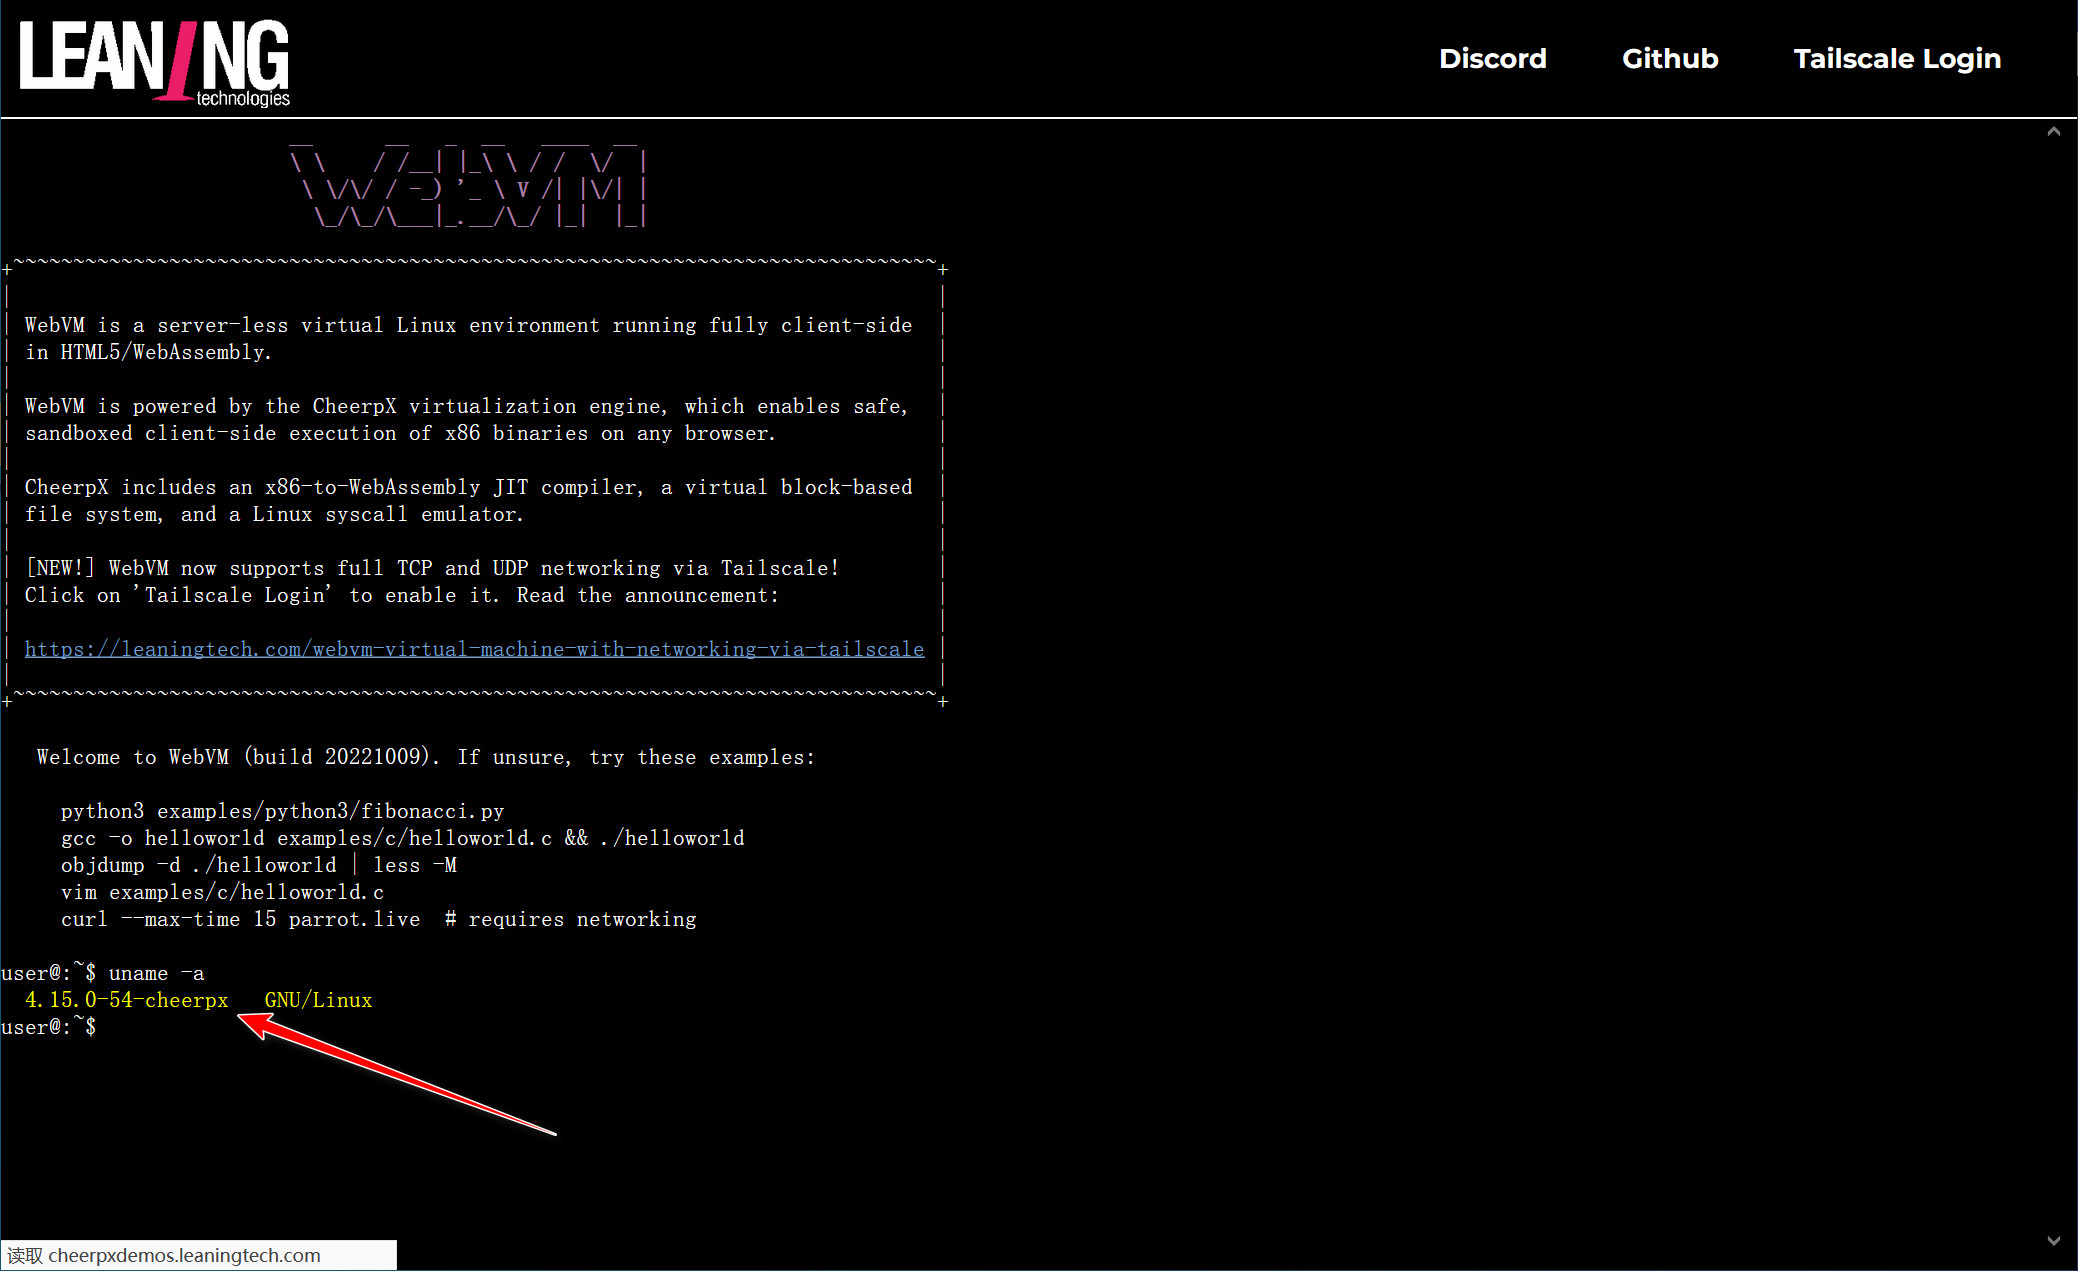 LEANING
technologies
Discord Github Tailscale Login
WebVM
WebVM is a server-less virtual Linux environment running fully client-side
in HTML5/WebAssembly.
WebVM is powered by the CheerpX virtualization engine, which enables safe,
sandboxed client-side execution of x86 binaries on any browser.
CheerpX includes an x86-to-WebAssembly JIT compiler, a virtual block-based
file system, and a Linux syscall emulator.
[NEW!] WebVM now supports full TCP and UDP networking via Tailscale!
Click on 'Tailscale Login' to enable it. Read the announcement:
https://leaningtech.com/webvm-virtual-machine-with-networking-via-tailscale
Welcome to WebVM (build 20221009). If unsure, try these examples:
python3 examples/python3/fibonacci.py
gcc -o helloworld examples/c/helloworld.c && ./helloworld
objdump -d ./helloworld | less -M
vim examples/c/helloworld.c
curl --max-time 15 parrot.live  # requires networking
user@:~$ uname -a
4.15.0-54-cheerpx   GNU/Linux
user@:~$
读取 cheerpxdemos.leaningtech.com